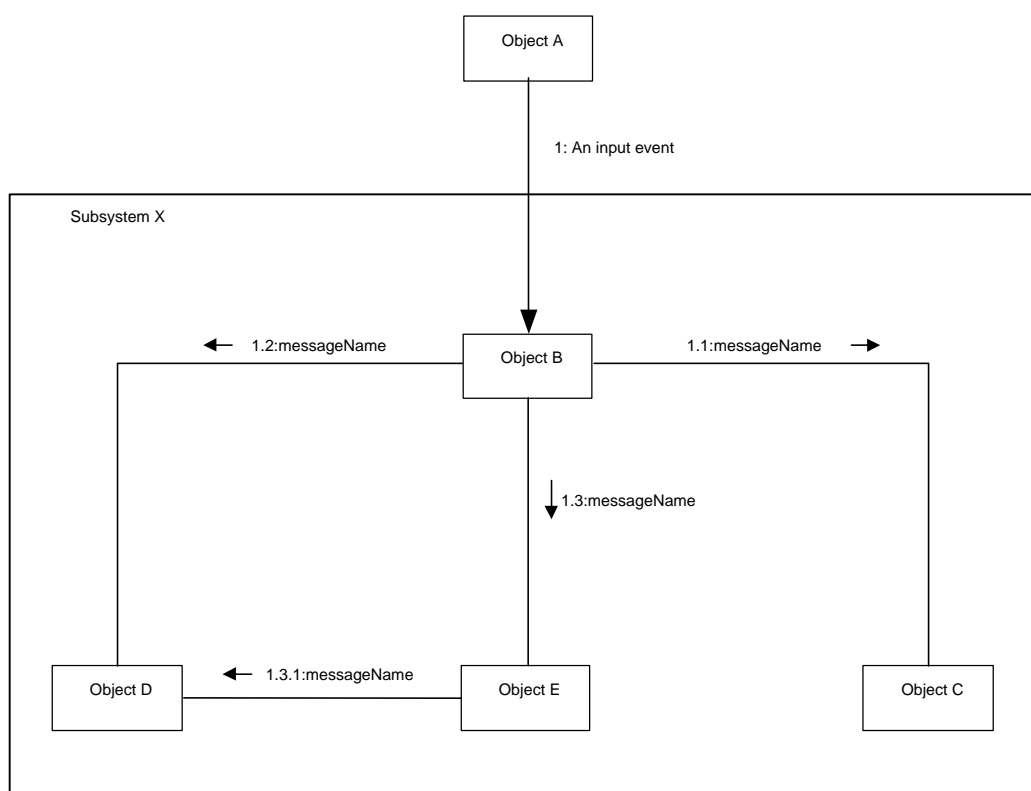 Object A
1: An input event
Subsystem X
1.2:messageName
Object B
1.1:messageName
1.3:messageName
Object D
1.3.1:messageName
Object E
Object C